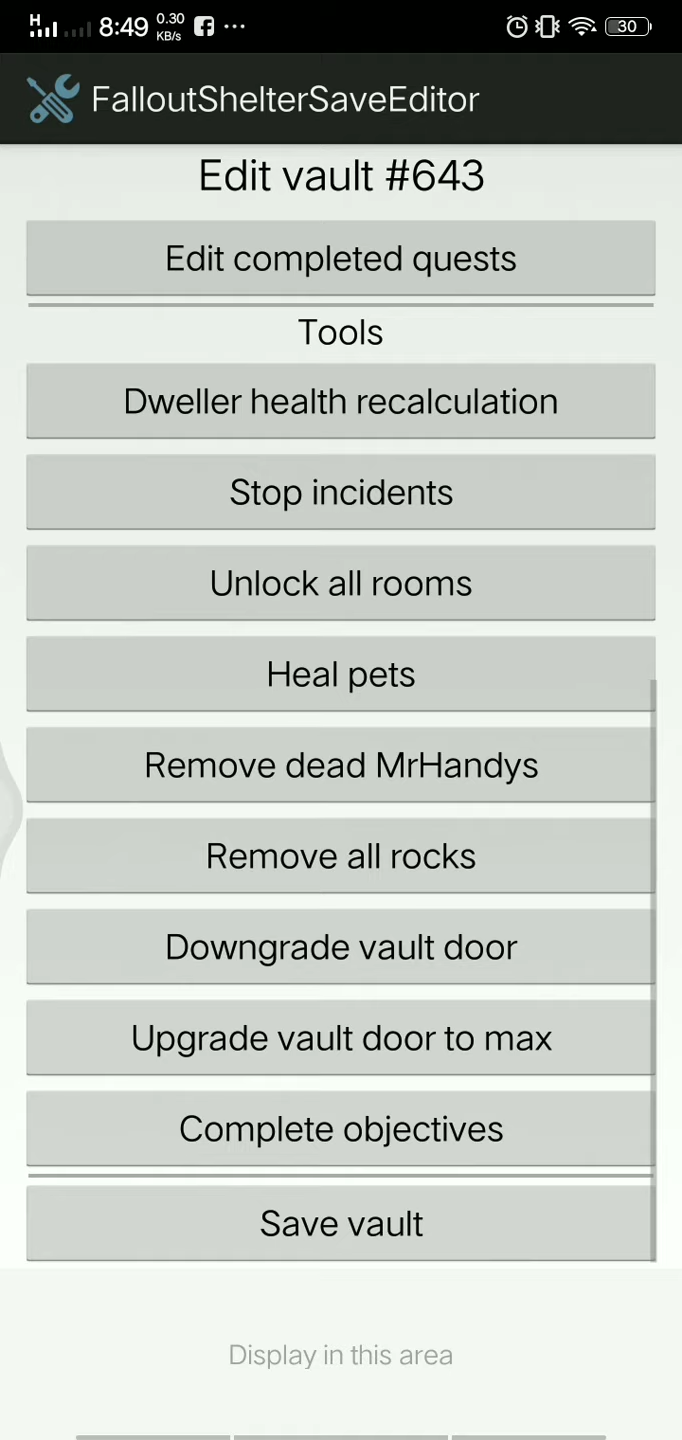 H 8:49 0.30 KB/s ... 30
FalloutShelterSaveEditor
Edit vault #643
Edit completed quests
Tools
Dweller health recalculation
Stop incidents
Unlock all rooms
Heal pets
Remove dead MrHandys
Remove all rocks
Downgrade vault door
Upgrade vault door to max
Complete objectives
Save vault
Display in this area